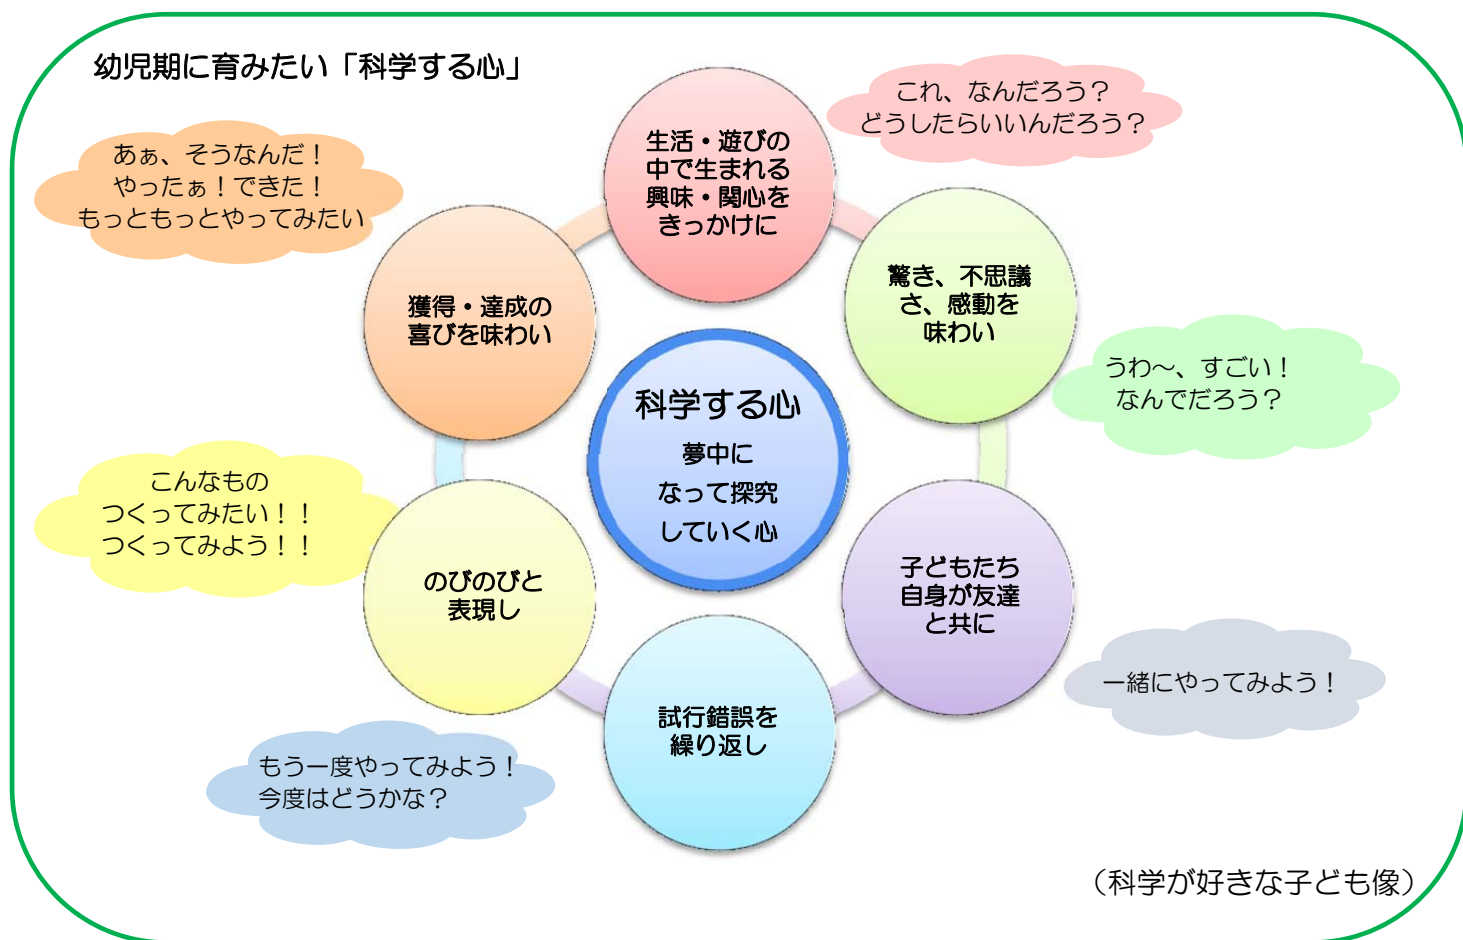 幼児期に育みたい「科学する心」
これ、なんだろう？
どうしたらいいんだろう？
生活・遊びの
中で生まれる
興味・関心を
きっかけに
驚き、不思議
さ、感動を
味わい
うわ～、すごい！
なんでだろう？
子どもたち
自身が友達
と共に
一緒にやってみよう！
試行錯誤を
繰り返し
もう一度やってみよう！
今度はどうかな？
のびのびと
表現し
こんなもの
つくってみたい！！
つくってみよう！！
獲得・達成の
喜びを味わい
あぁ、そうなんだ！
やったぁ！できた！
もっともっとやってみたい
科学する心
夢中に
なって探究
していく心
（科学が好きな子ども像）